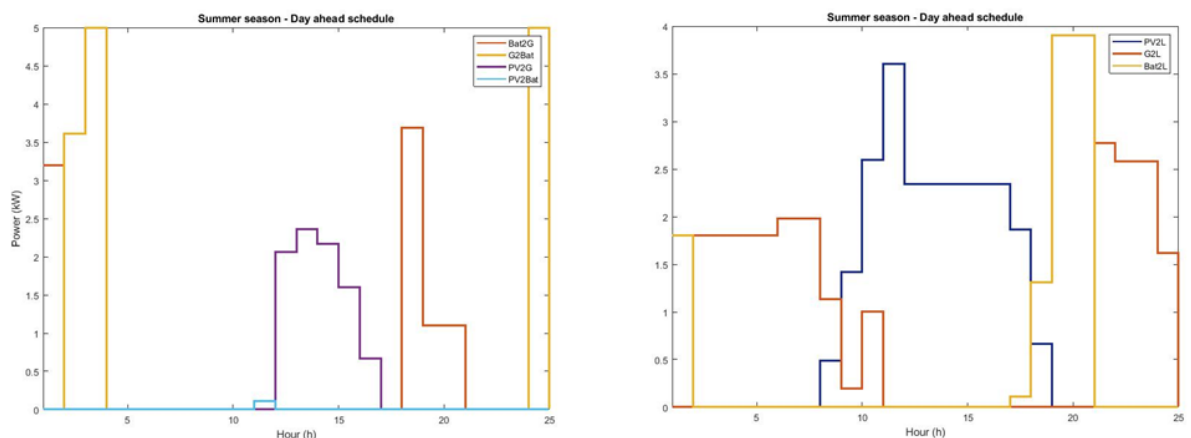 Summer season - Day ahead schedule
5
4.5
4
3.5
3
2.5
2
1.5
1
0.5
0
Power (kW)
Bat2G
G2Bat
PV2G
PV2Bat
5 10 15 20 25
Hour (h)
Summer season - Day ahead schedule
4
3.5
3
2.5
2
1.5
1
0.5
0
PV2L
G2L
Bat2L
5 10 15 20 25
Hour (h)